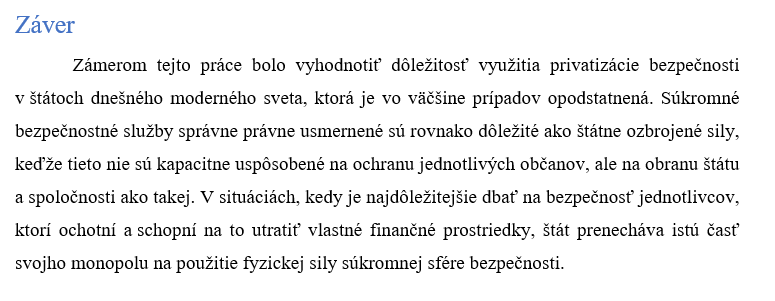 Záver
Zámerom tejto práce bolo vyhodnotiť dôležitosť využitia privatizácie bezpečnosti
v štátoch dnešného moderného sveta, ktorá je vo väčšine prípadov opodstatnená. Súkromné
bezpečnostné služby správne právne usmernené sú rovnako dôležité ako štátne ozbrojené sily,
keďže tieto nie sú kapacitne uspôsobené na ochranu jednotlivých občanov, ale na obranu štátu
a spoločnosti ako takej. V situáciách, kedy je najdôležitejšie dbať na bezpečnosť jednotlivcov,
ktorí ochotní a schopní na to utratiť vlastné finančné prostriedky, štát prenecháva istú časť
svojho monopolu na použitie fyzickej sily súkromnej sfére bezpečnosti.